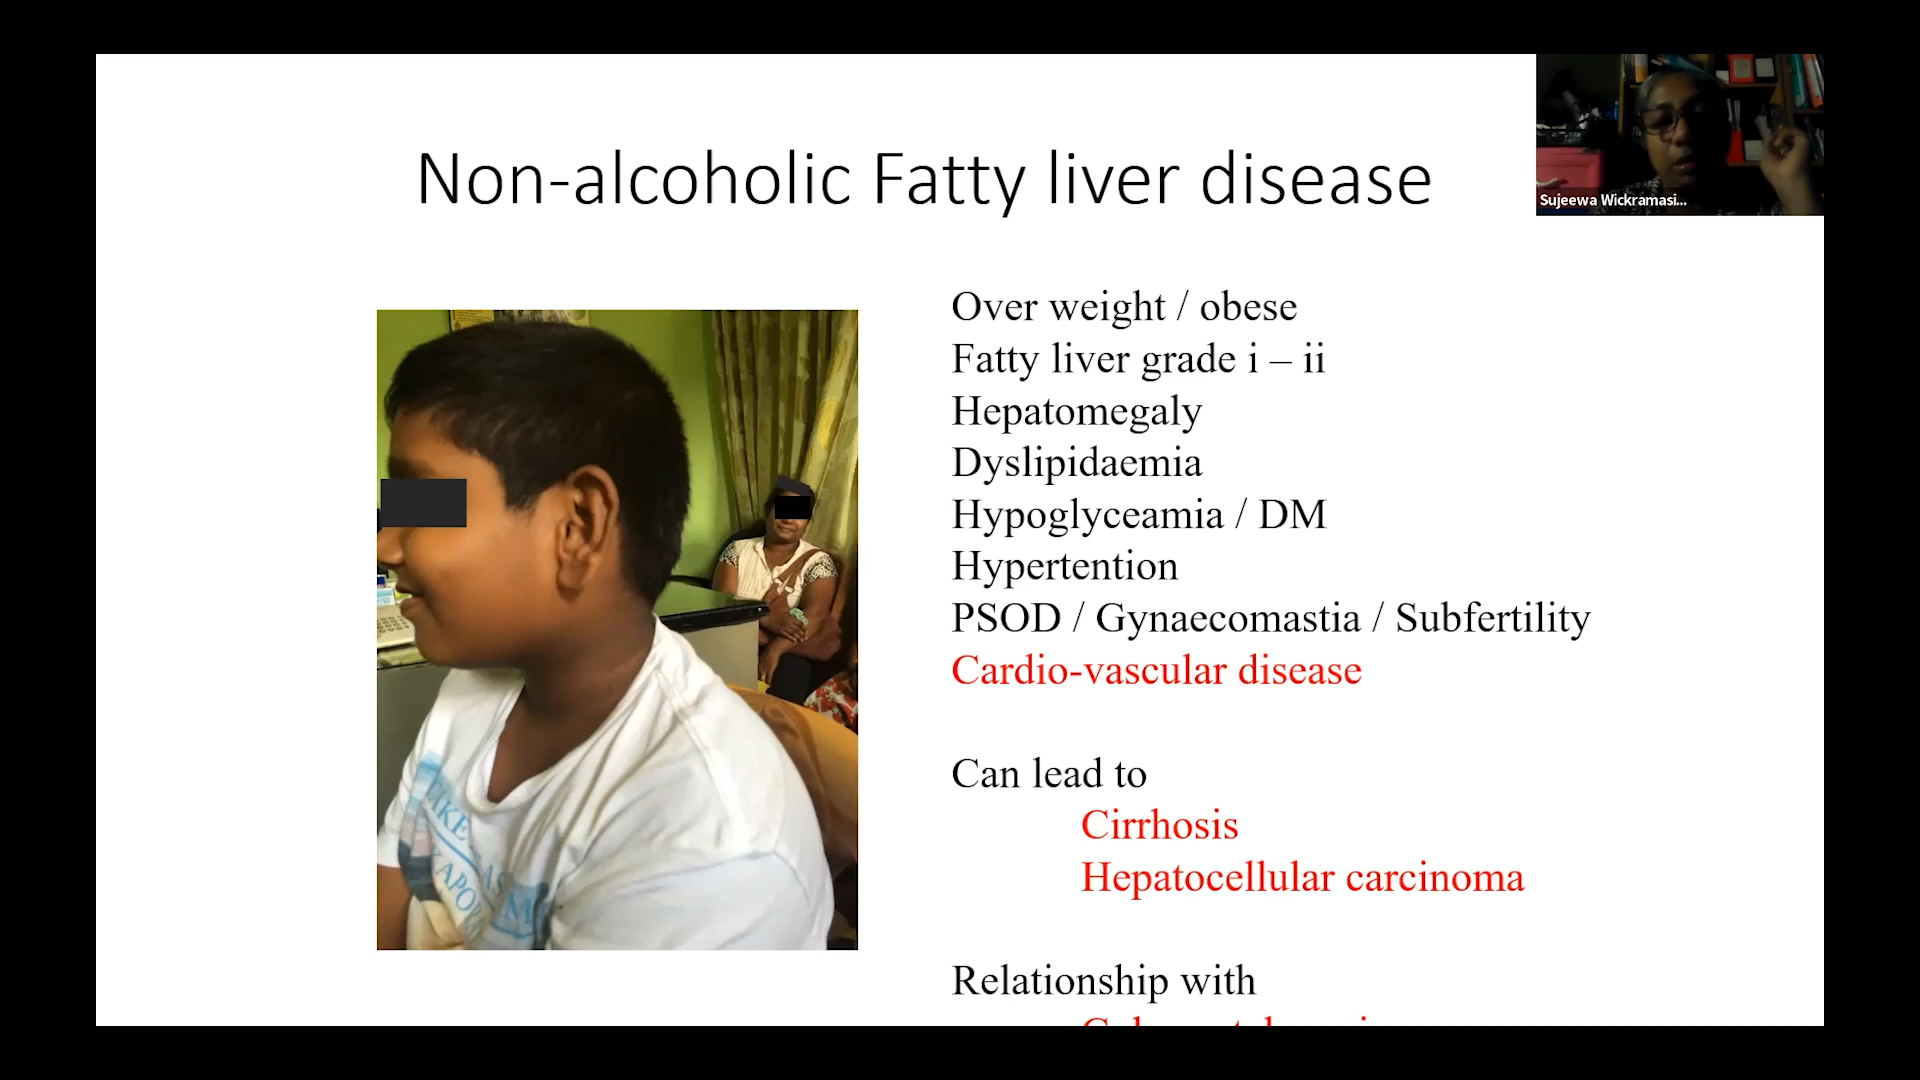 Non-alcoholic Fatty liver disease
Sujeewa Wickramasi...
Over weight / obese
Fatty liver grade i – ii
Hepatomegaly
Dyslipidaemia
Hypoglyceamia / DM
Hypertention
PSOD / Gynaecomastia / Subfertility
Cardio-vascular disease
Can lead to
Cirrhosis
Hepatocellular carcinoma
Relationship with